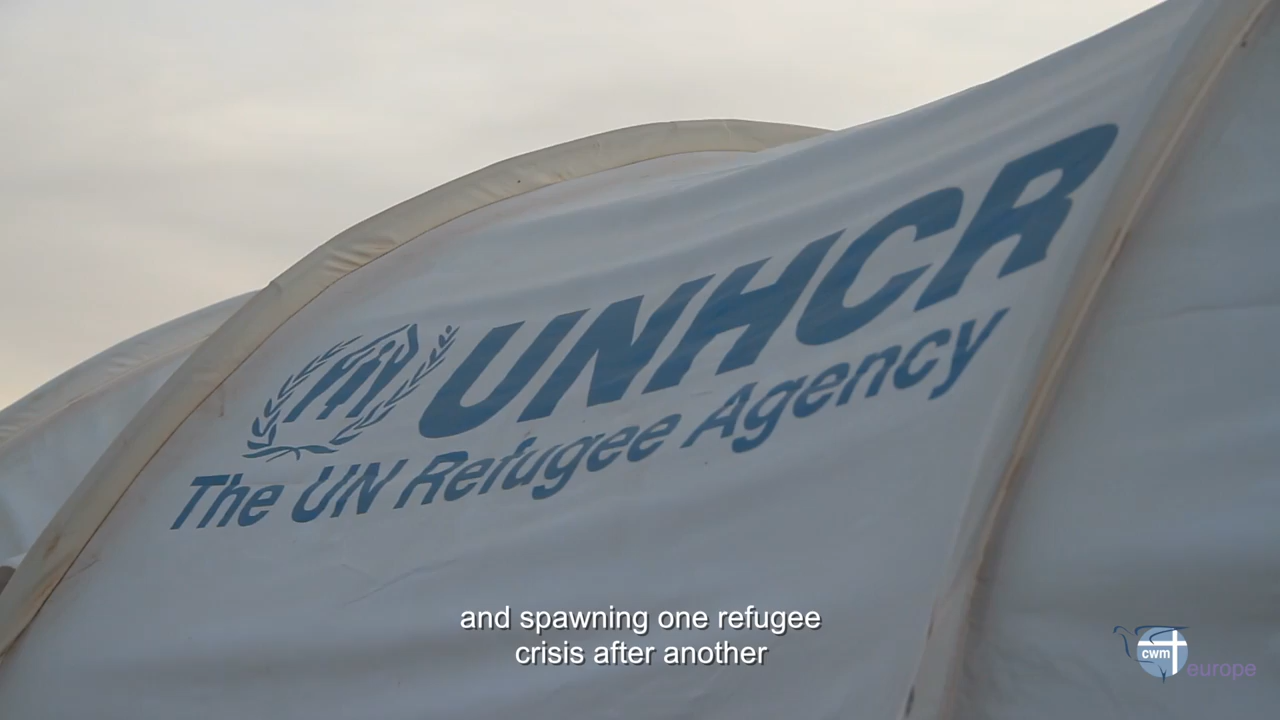 UNHCR
The UN Refugee Agency
and spawning one refugee
crisis after another
cwm
europe